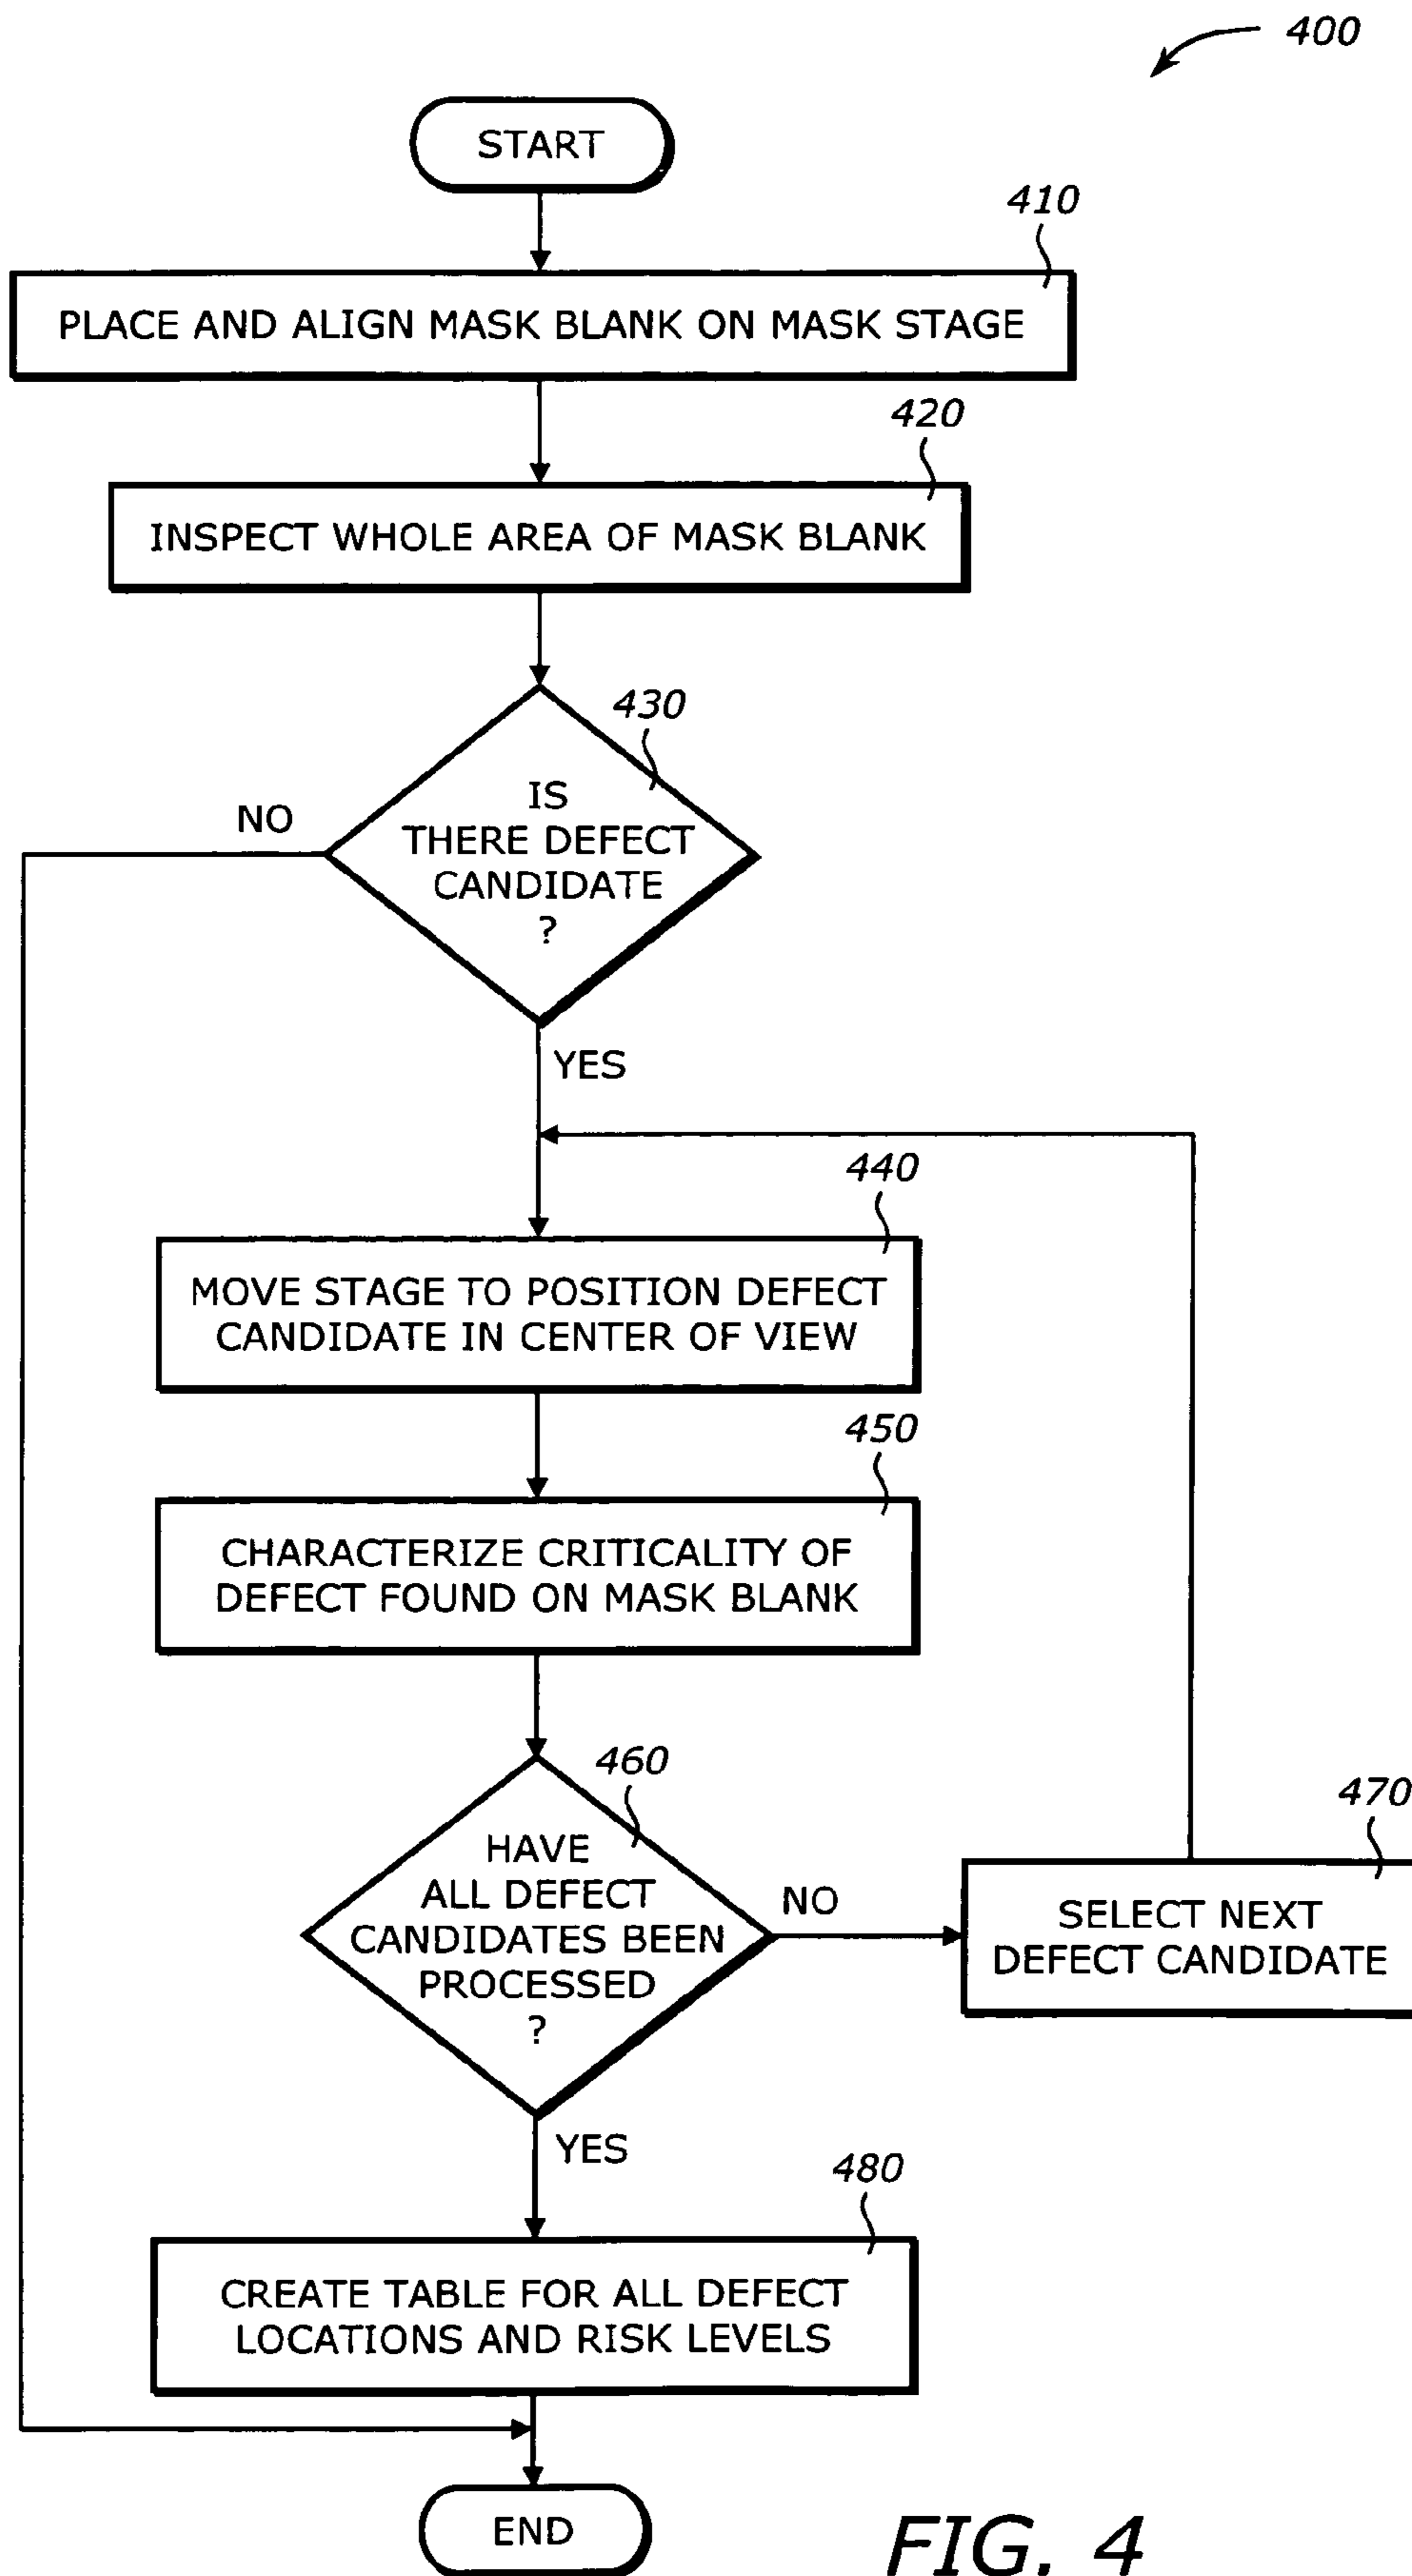 400
START
410
PLACE AND ALIGN MASK BLANK ON MASK STAGE
420
INSPECT WHOLE AREA OF MASK BLANK
430
IS
THERE DEFECT
CANDIDATE
?
NO
YES
440
MOVE STAGE TO POSITION DEFECT
CANDIDATE IN CENTER OF VIEW
450
CHARACTERIZE CRITICALITY OF
DEFECT FOUND ON MASK BLANK
460
HAVE
ALL DEFECT
CANDIDATES BEEN
PROCESSED
?
NO
470
SELECT NEXT
DEFECT CANDIDATE
YES
480
CREATE TABLE FOR ALL DEFECT
LOCATIONS AND RISK LEVELS
END
FIG. 4